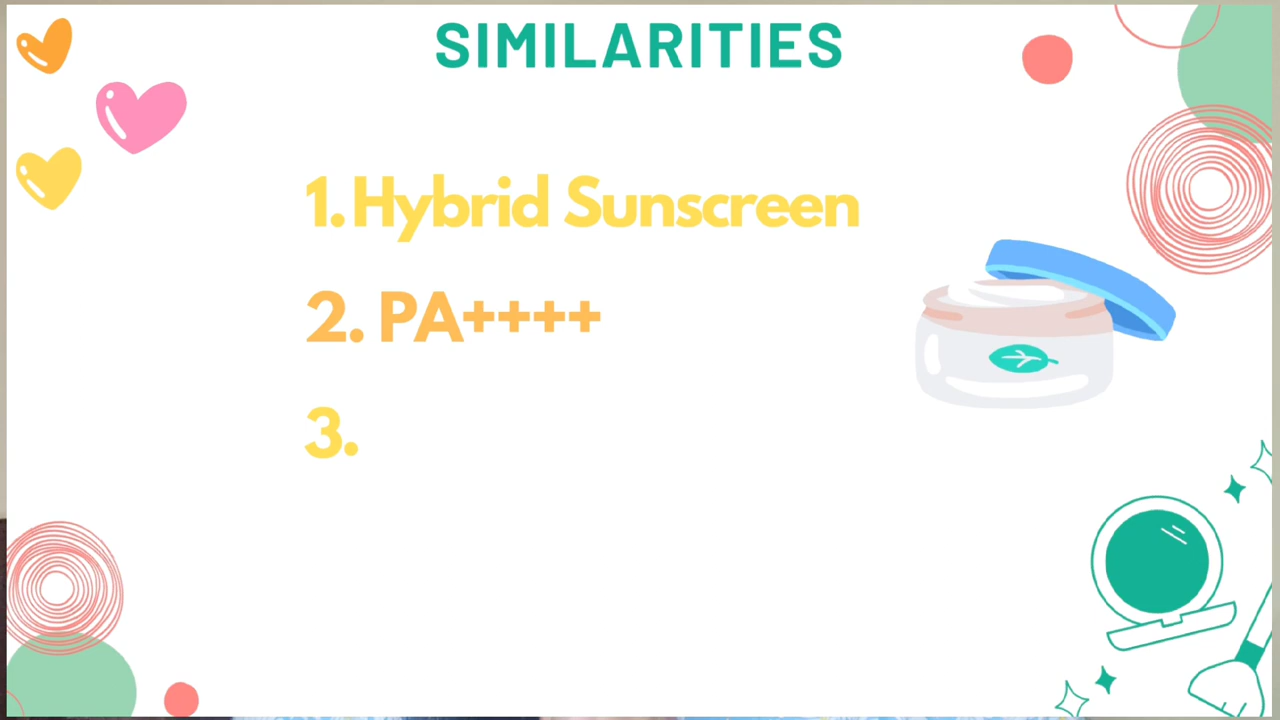 SIMILARITIES
1. Hybrid Sunscreen
2. PA++++
3.